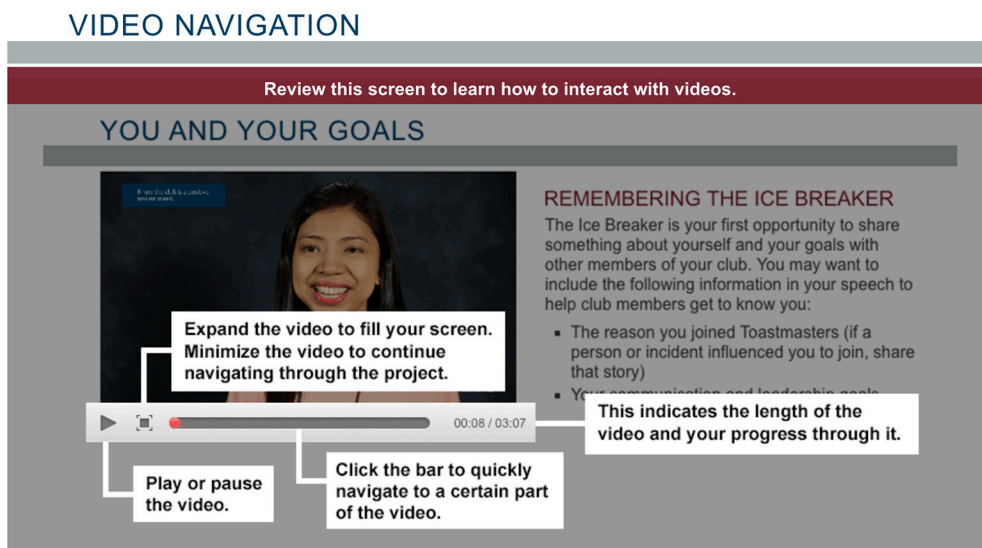 VIDEO NAVIGATION
Review this screen to learn how to interact with videos.
YOU AND YOUR GOALS
REMEMBERING THE ICE BREAKER
The Ice Breaker is your first opportunity to share
something about yourself and your goals with
other members of your club. You may want to
include the following information in your speech to
help club members get to know you:
The reason you joined Toastmasters (if a
person or incident influenced you to join, share
that story)
Your communication and leadership goals
Expand the video to fill your screen.
Minimize the video to continue
navigating through the project.
00:08 / 03:07
This indicates the length of the
video and your progress through it.
Play or pause
the video.
Click the bar to quickly
navigate to a certain part
of the video.